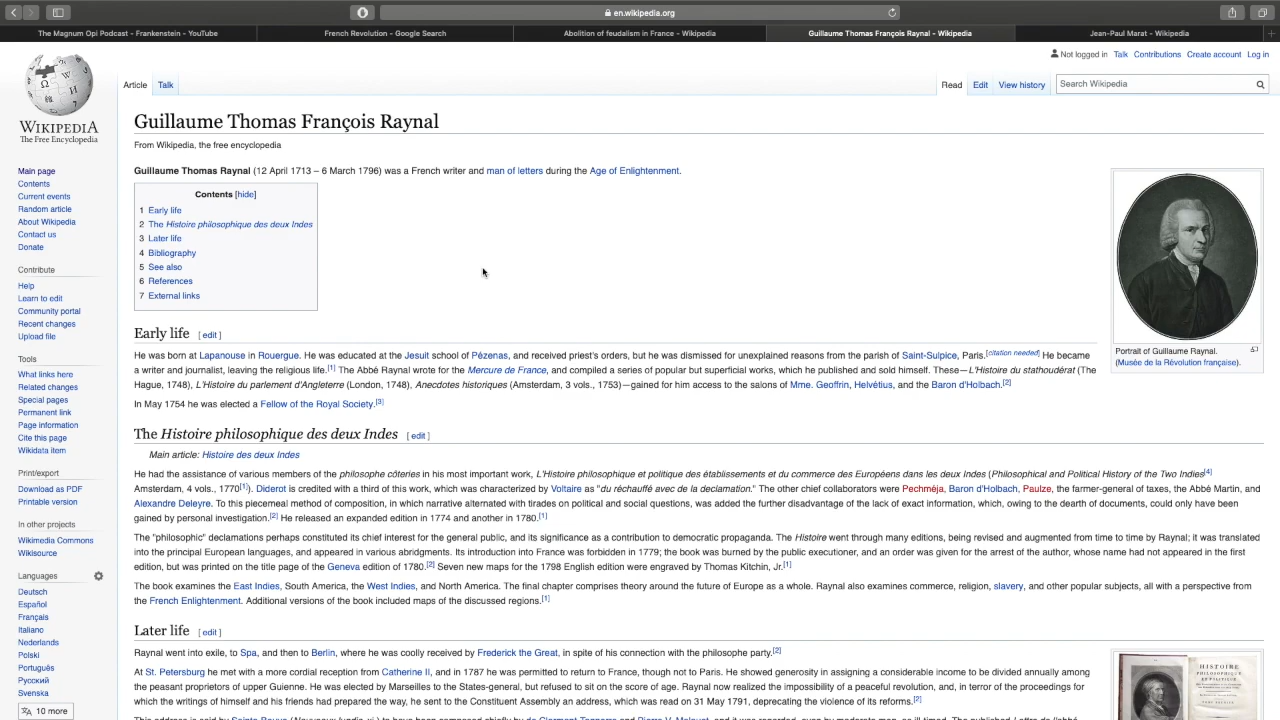 en.wikipedia.org
The Magnum Opi Podcast - Frankenstein - YouTube
French Revolution - Google Search
Abolition of feudalism in France - Wikipedia
Guillaume Thomas François Raynal - Wikipedia
Jean-Paul Marat - Wikipedia
Not logged in Talk Contributions Create account Log in
Article Talk
Read Edit View history Search Wikipedia
WIKIPEDIA
The Free Encyclopedia
Main page
Contents
Current events
Random article
About Wikipedia
Contact us
Donate
Contribute
Help
Learn to edit
Community portal
Recent changes
Upload file
Tools
What links here
Related changes
Special pages
Permanent link
Page information
Cite this page
Wikidata item
Print/export
Download as PDF
Printable version
In other projects
Wikimedia Commons
Wikisource
Languages
Deutsch
Español
Français
Italiano
Nederlands
Polski
Português
Русский
Svenska
10 more
Guillaume Thomas François Raynal
From Wikipedia, the free encyclopedia
Guillaume Thomas Raynal (12 April 1713 – 6 March 1796) was a French writer and man of letters during the Age of Enlightenment.
Contents [hide]
1 Early life
2 The Histoire philosophique des deux Indes
3 Later life
4 Bibliography
5 See also
6 References
7 External links
Portrait of Guillaume Raynal.
(Musée de la Révolution française).
Early life [ edit ]
He was born at Lapanouse in Rouergue. He was educated at the Jesuit school of Pézenas, and received priest's orders, but he was dismissed for unexplained reasons from the parish of Saint-Sulpice, Paris.[citation needed] He became
a writer and journalist, leaving the religious life.[1] The Abbé Raynal wrote for the Mercure de France, and compiled a series of popular but superficial works, which he published and sold himself. These—L'Histoire du stathoudérat (The
Hague, 1748), L'Histoire du parlement d'Angleterre (London, 1748), Anecdotes historiques (Amsterdam, 3 vols., 1753)—gained for him access to the salons of Mme. Geoffrin, Helvétius, and the Baron d'Holbach.[2]
In May 1754 he was elected a Fellow of the Royal Society.[3]
The Histoire philosophique des deux Indes [ edit ]
Main article: Histoire des deux Indes
He had the assistance of various members of the philosophe côteries in his most important work, L'Histoire philosophique et politique des établissements et du commerce des Européens dans les deux Indes (Philosophical and Political History of the Two Indies[4]
Amsterdam, 4 vols., 1770[1]). Diderot is credited with a third of this work, which was characterized by Voltaire as "du réchauffé avec de la declamation." The other chief collaborators were Pechméja, Baron d'Holbach, Paulze, the farmer-general of taxes, the Abbé Martin, and
Alexandre Deleyre. To this piecemeal method of composition, in which narrative alternated with tirades on political and social questions, was added the further disadvantage of the lack of exact information, which, owing to the dearth of documents, could only have been
gained by personal investigation.[2] He released an expanded edition in 1774 and another in 1780.[1]
The "philosophic" declamations perhaps constituted its chief interest for the general public, and its significance as a contribution to democratic propaganda. The Histoire went through many editions, being revised and augmented from time to time by Raynal; it was translated
into the principal European languages, and appeared in various abridgments. Its introduction into France was forbidden in 1779; the book was burned by the public executioner, and an order was given for the arrest of the author, whose name had not appeared in the first
edition, but was printed on the title page of the Geneva edition of 1780.[2] Seven new maps for the 1798 English edition were engraved by Thomas Kitchin, Jr.[1]
The book examines the East Indies, South America, the West Indies, and North America. The final chapter comprises theory around the future of Europe as a whole. Raynal also examines commerce, religion, slavery, and other popular subjects, all with a perspective from
the French Enlightenment. Additional versions of the book included maps of the discussed regions.[1]
Later life [ edit ]
Raynal went into exile, to Spa, and then to Berlin, where he was coolly received by Frederick the Great, in spite of his connection with the philosophe party.[2]
At St. Petersburg he met with a more cordial reception from Catherine II, and in 1787 he was permitted to return to France, though not to Paris. He showed generosity in assigning a considerable income to be divided annually among
the peasant proprietors of upper Guienne. He was elected by Marseilles to the States-general, but refused to sit on the score of age. Raynal now realized the impossibility of a peaceful revolution, and, in terror of the proceedings for
which the writings of himself and his friends had prepared the way, he sent to the Constituent Assembly an address, which was read on 31 May 1791, deprecating the violence of its reforms.[2]
HISTOIRE